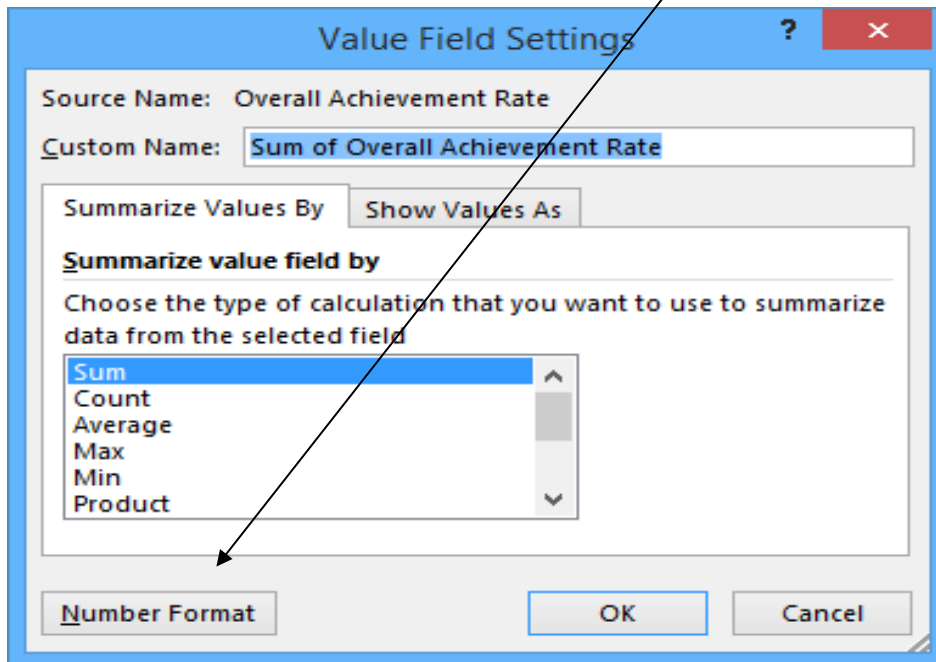 Value Field Settings ? ×
Source Name: Overall Achievement Rate
Custom Name: Sum of Overall Achievement Rate
Summarize Values By Show Values As
Summarize value field by
Choose the type of calculation that you want to use to summarize
data from the selected field
Sum
Count
Average
Max
Min
Product
Number Format OK Cancel